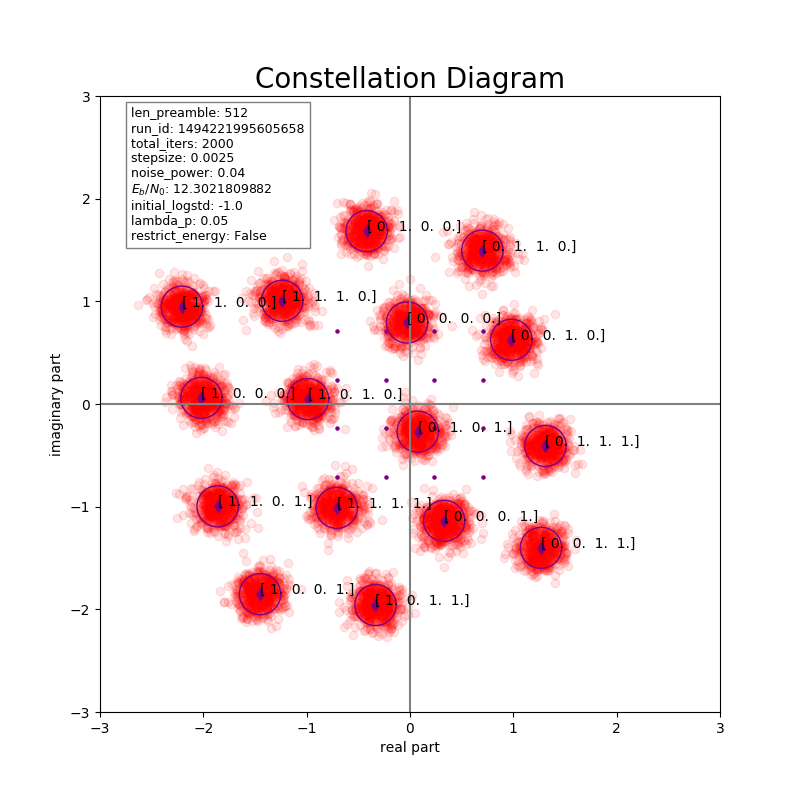 Constellation Diagram
len_preamble: 512
run_id: 1494221995605658
total_iters: 2000
stepsize: 0.0025
noise_power: 0.04
E_b/N_0: 12.3021809882
initial_logstd: -1.0
lambda_p: 0.05
restrict_energy: False
3
2
1
0
−1
−2
−3
imaginary part
[ 0. 1. 0. 0.]
[ 0. 1. 1. 0.]
[ 1. 1. 0. 0.]
[ 1. 1. 1. 0.]
[ 0. 0. 0. 0.]
[ 0. 0. 1. 0.]
[ 1. 0. 0. 0.]
[ 1. 0. 1. 0.]
[ 0. 1. 0. 1.]
[ 0. 1. 1. 1.]
[ 1. 1. 0. 1.]
[ 1. 1. 1. 1.]
[ 0. 0. 0. 1.]
[ 0. 0. 1. 1.]
[ 1. 0. 0. 1.]
[ 1. 0. 1. 1.]
−3 −2 −1 0 1 2 3
real part